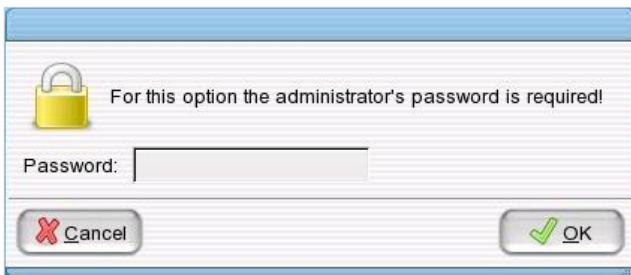 For this option the administrator's password is required!
Password:
Cancel
OK